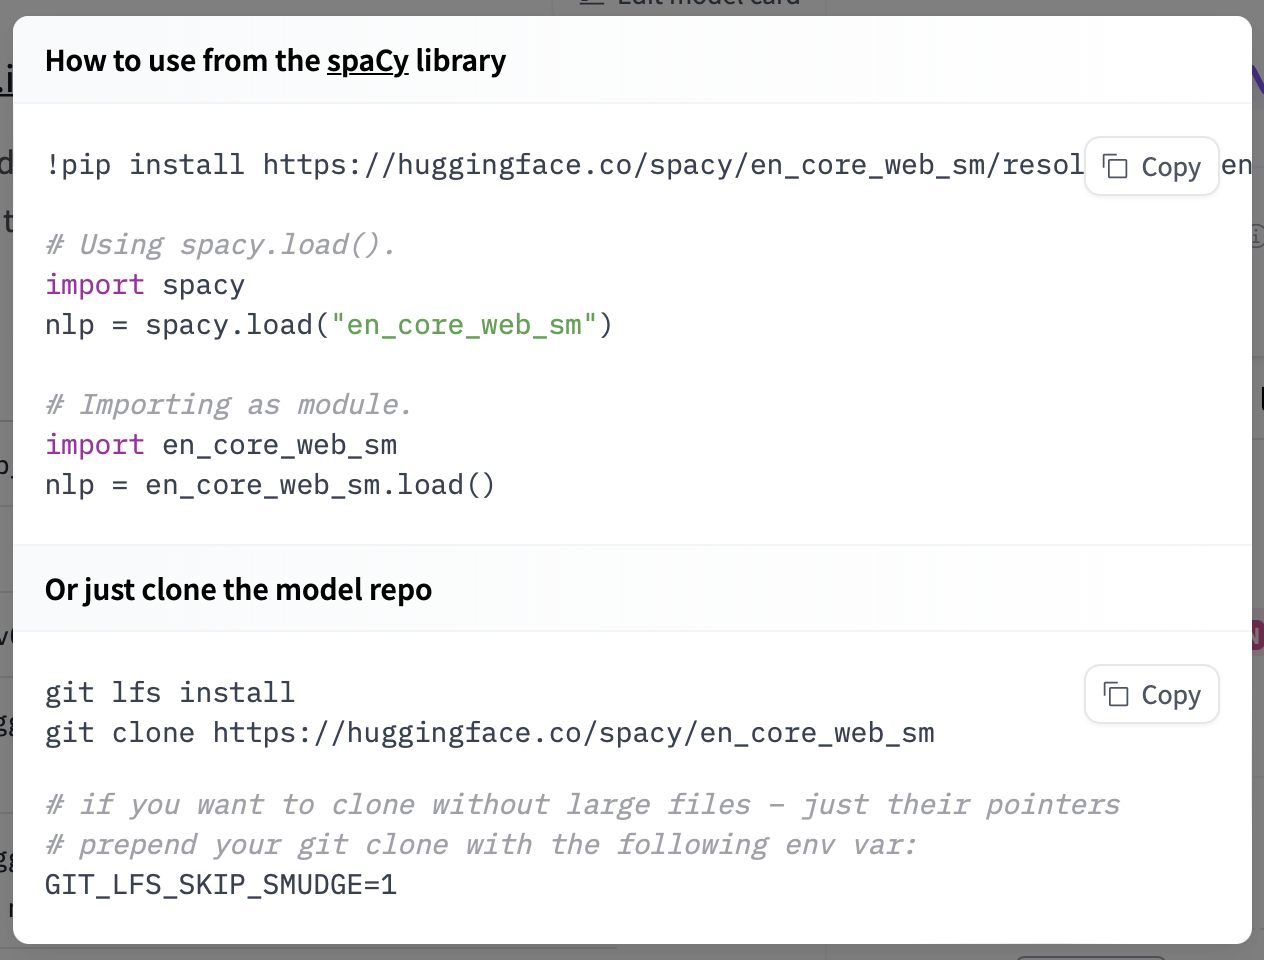 Edit model card
How to use from the spaCy library
!pip install https://huggingface.co/spacy/en_core_web_sm/resol en
Copy
# Using spacy.load().
import spacy
nlp = spacy.load("en_core_web_sm")
# Importing as module.
import en_core_web_sm
nlp = en_core_web_sm.load()
Or just clone the model repo
git lfs install
Copy
git clone https://huggingface.co/spacy/en_core_web_sm
# if you want to clone without large files – just their pointers
# prepend your git clone with the following env var:
GIT_LFS_SKIP_SMUDGE=1